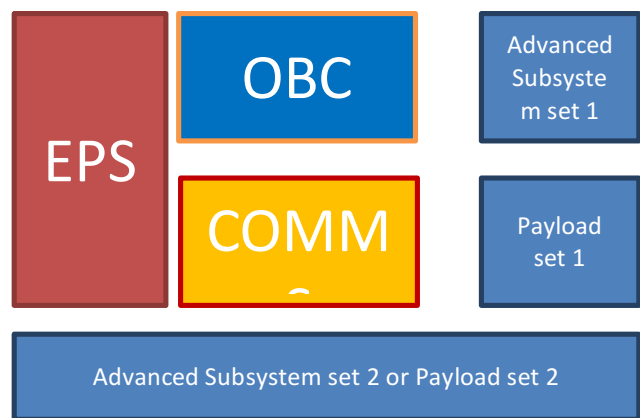 EPS
OBC
COMM
Advanced
Subsyste
m set 1
Payload
set 1
Advanced Subsystem set 2 or Payload set 2